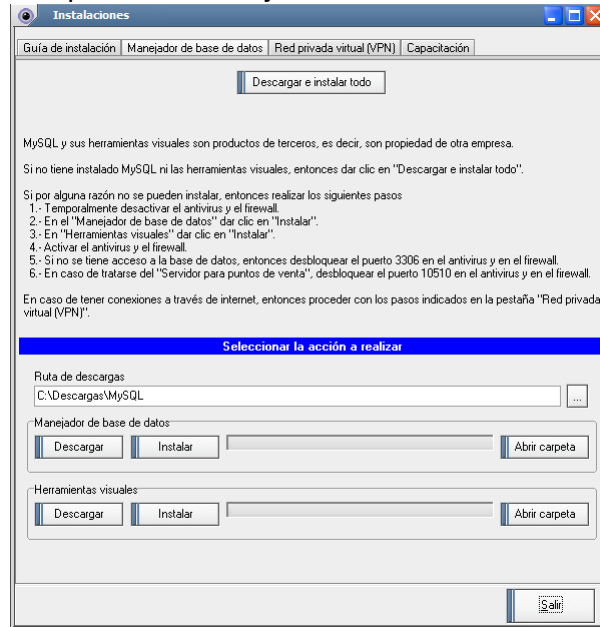 Instalaciones
Guía de instalación Manejador de base de datos Red privada virtual (VPN) Capacitación
Descargar e instalar todo
MySQL y sus herramientas visuales son productos de terceros, es decir, son propiedad de otra empresa.
Si no tiene instalado MySQL ni las herramientas visuales, entonces dar clic en "Descargar e instalar todo".
Si por alguna razón no se pueden instalar, entonces realizar los siguientes pasos
1.- Temporalmente desactivar el antivirus y el firewall.
2.- En el "Manejador de base de datos" dar clic en "Instalar".
3.- En "Herramientas visuales" dar clic en "Instalar".
4.- Activar el antivirus y el firewall.
5.- Si no se tiene acceso a la base de datos, entonces desbloquear el puerto 3306 en el antivirus y en el firewall.
6.- En caso de tratarse del "Servidor para puntos de venta", desbloquear el puerto 10510 en el antivirus y en el firewall.
En caso de tener conexiones a través de internet, entonces proceder con los pasos indicados en la pestaña "Red privada
virtual (VPN)".
Seleccionar la acción a realizar
Ruta de descargas
C:\Descargas\MySQL
...
Manejador de base de datos
Descargar Instalar Abrir carpeta
Herramientas visuales
Descargar Instalar Abrir carpeta
Salir